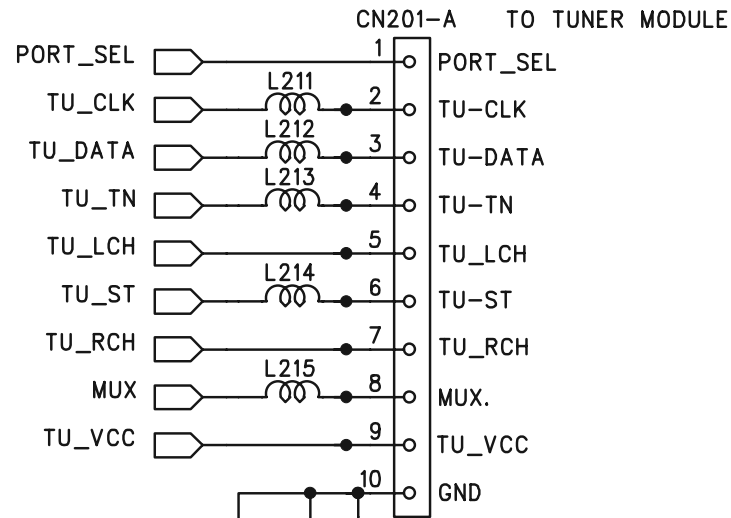 CN201-A TO TUNER MODULE
PORT_SEL 1 PORT_SEL
L211
TU_CLK 2 TU-CLK
L212
TU_DATA 3 TU-DATA
L213
TU_TN 4 TU-TN
TU_LCH 5 TU_LCH
L214
TU_ST 6 TU-ST
TU_RCH 7 TU_RCH
L215
MUX 8 MUX.
TU_VCC 9 TU_VCC
10 GND